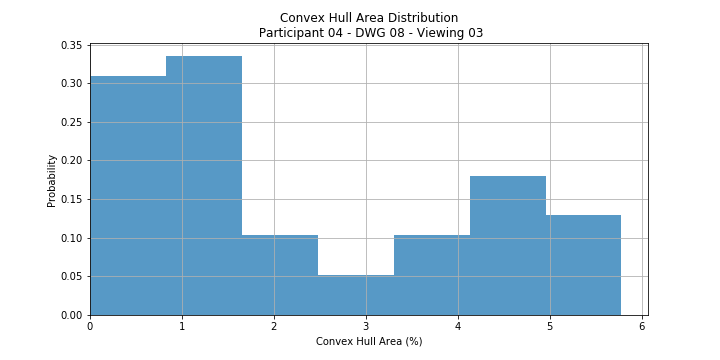 Convex Hull Area Distribution
Participant 04 - DWG 08 - Viewing 03
0.35
0.30
0.25
0.20
0.15
0.10
0.05
0.00
Probability
0 1 2 3 4 5 6
Convex Hull Area (%)